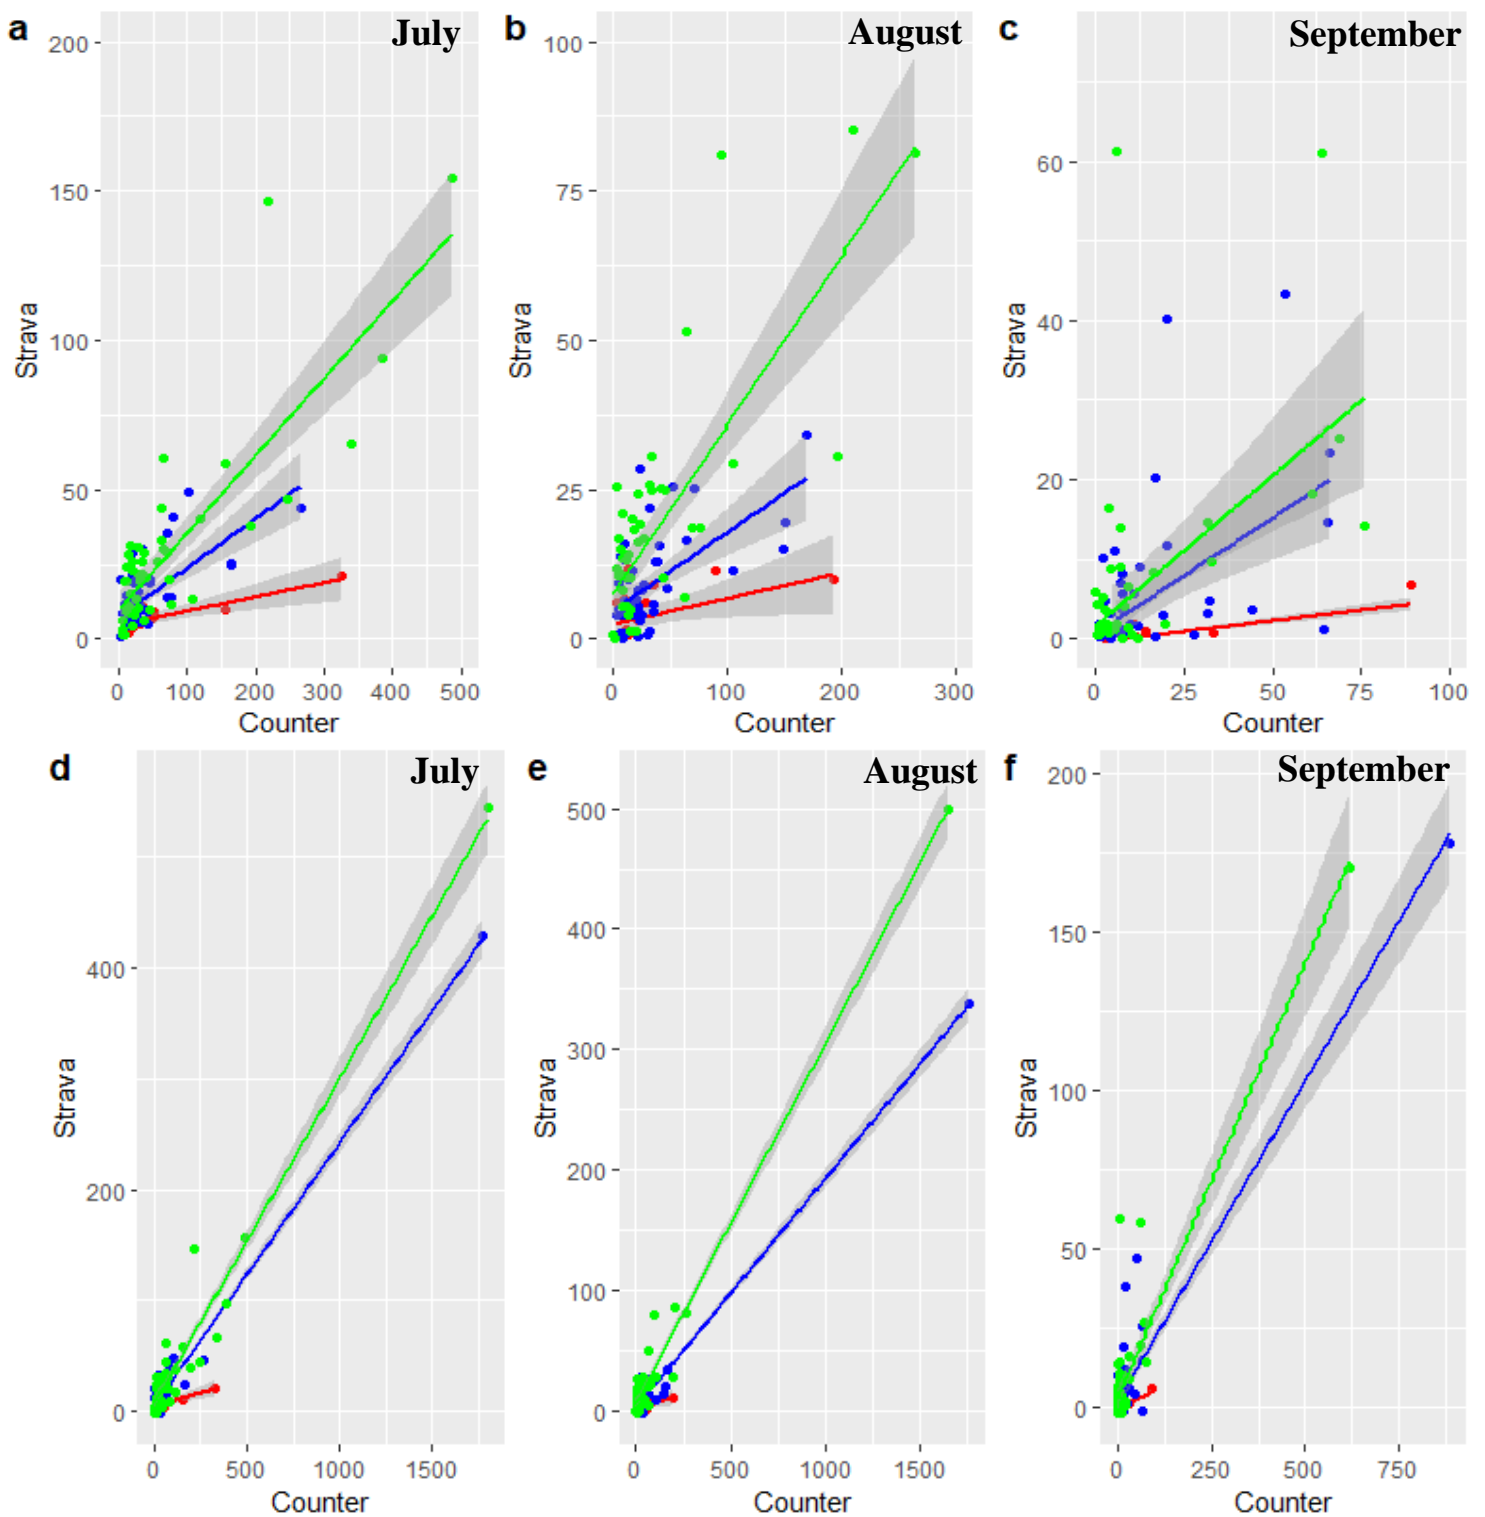 a July
200
150
100
50
0
Strava
0 100 200 300 400 500
Counter
b August
100
75
50
25
0
Strava
0 100 200 300
Counter
c September
60
40
20
0
Strava
0 25 50 75 100
Counter
d July
400
200
0
Strava
0 500 1000 1500
Counter
e August
500
400
300
200
100
0
Strava
0 500 1000 1500
Counter
f September
200
150
100
50
0
Strava
0 250 500 750
Counter